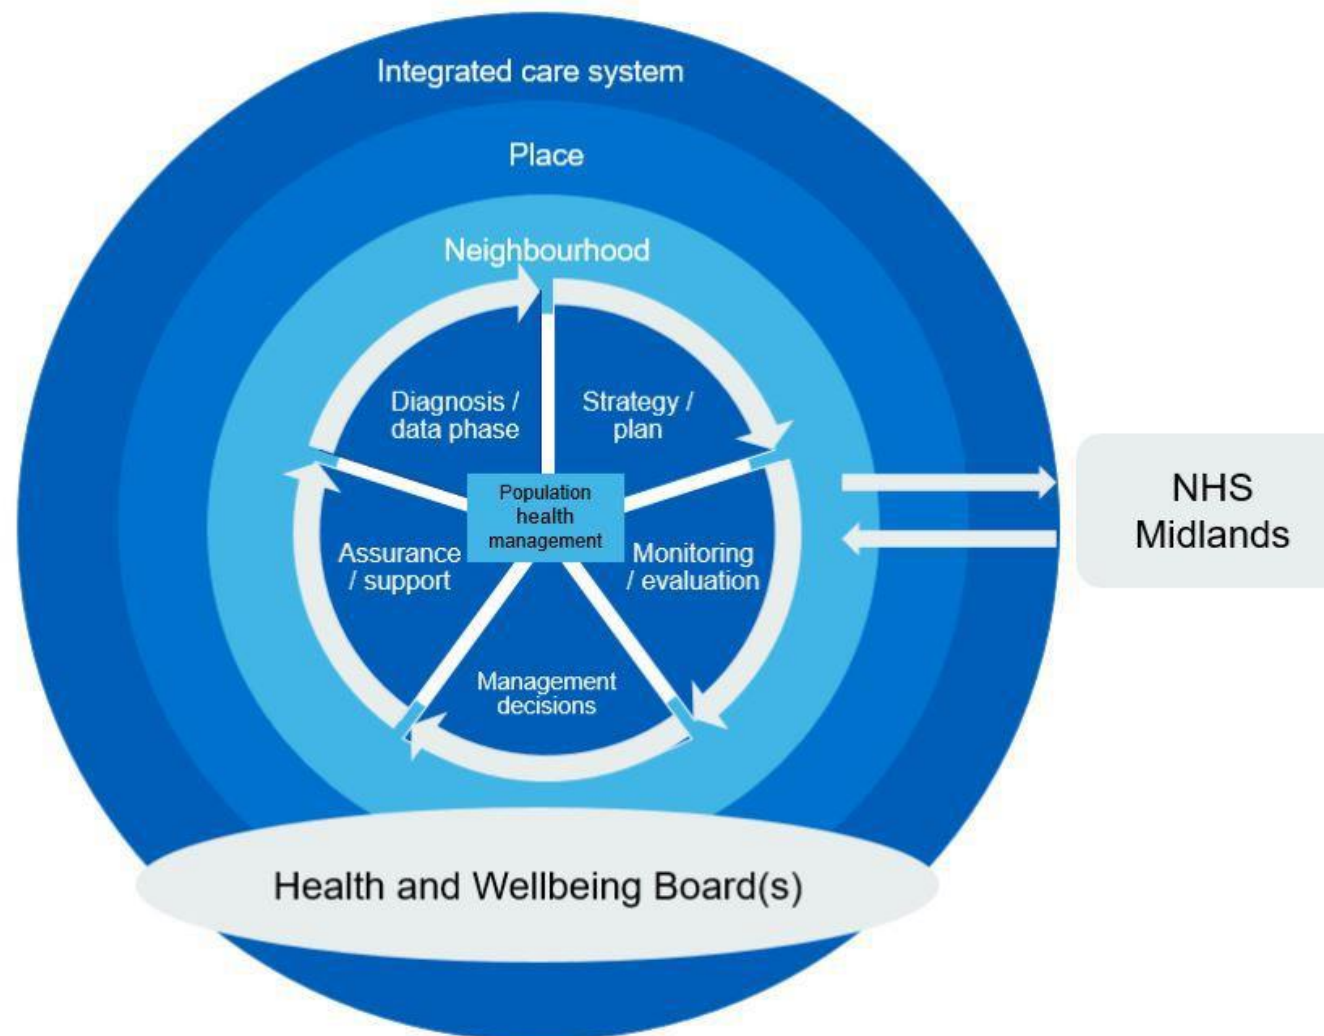 Integrated care system
Place
Neighbourhood
Diagnosis /
data phase
Strategy /
plan
Population
health
management
Assurance
/ support
Monitoring
/ evaluation
Management
decisions
NHS
Midlands
Health and Wellbeing Board(s)